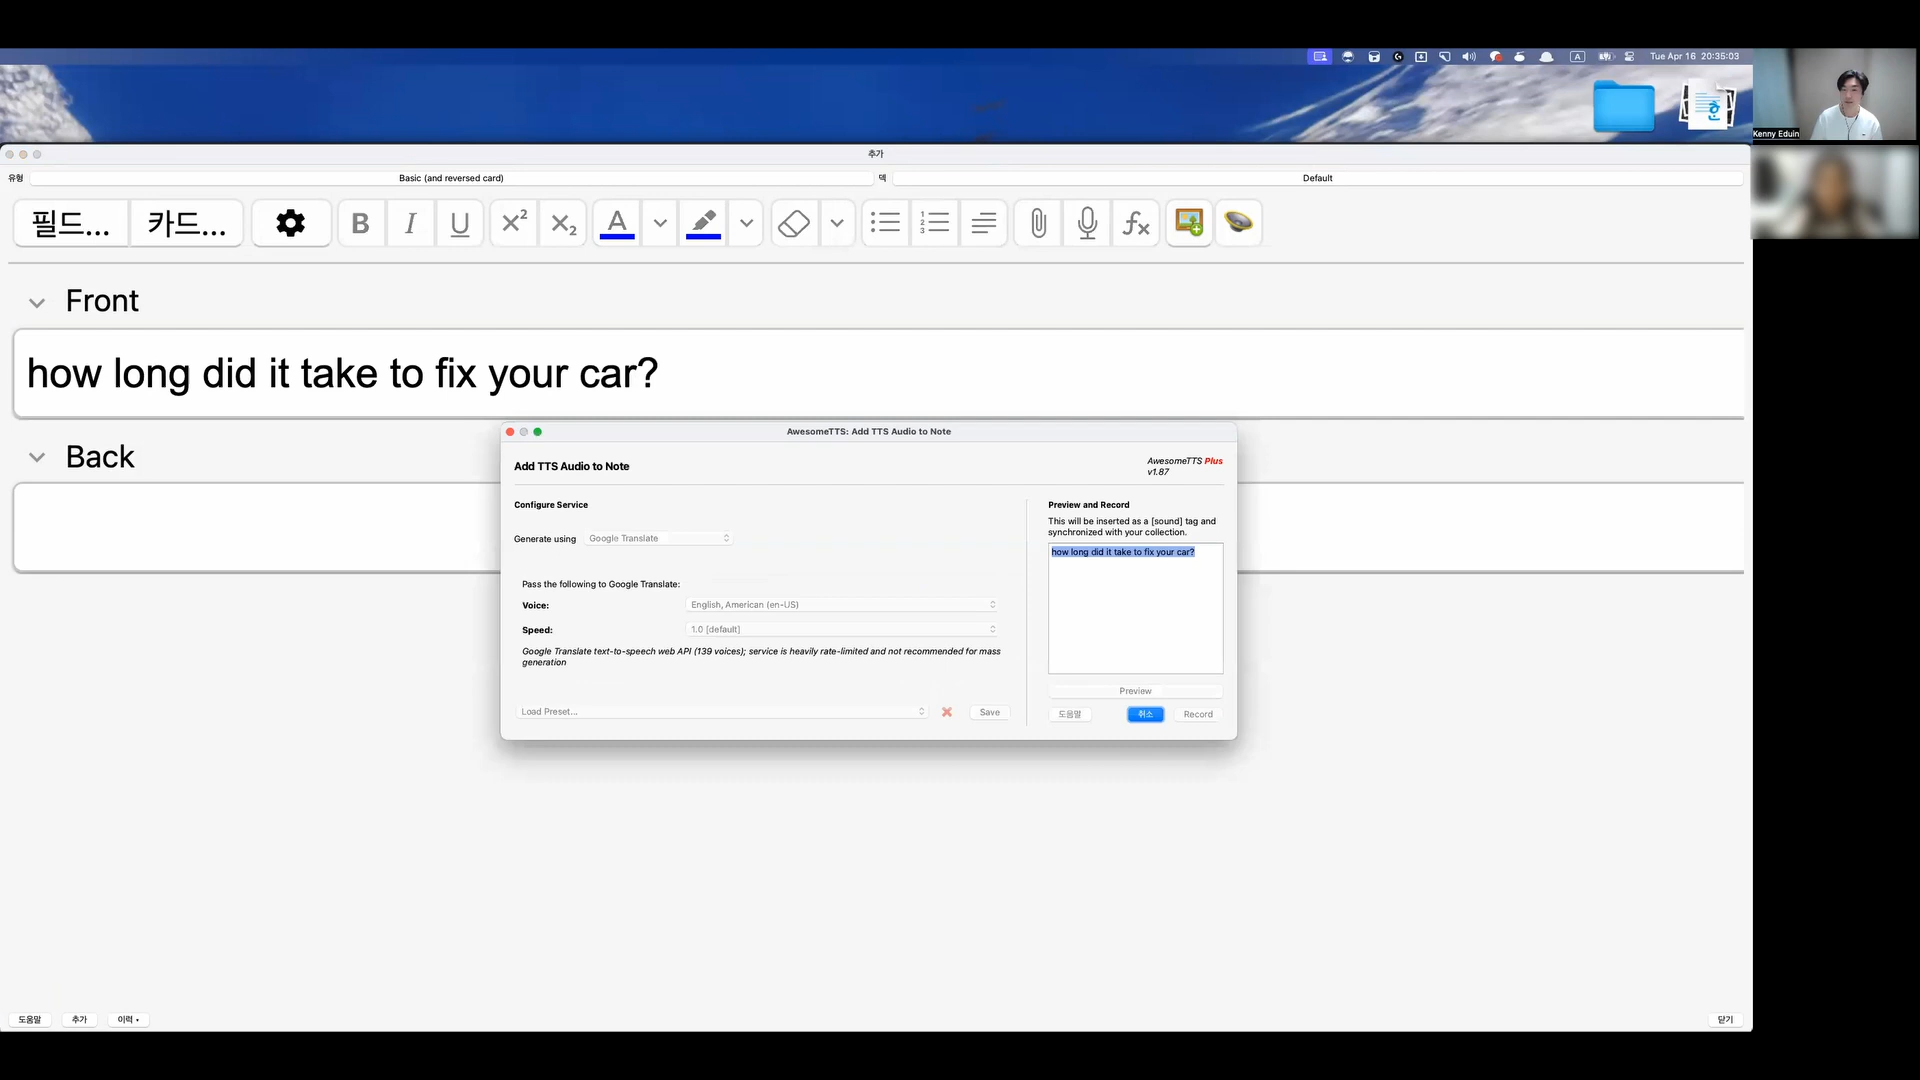 A
Tue Apr 16 20:35:03
Kenny Eduin
추가
유형
Basic (and reversed card)
덱
Default
필드...
카드...
B
I
U
X²
X₂
A
fx
Front
how long did it take to fix your car?
Back
AwesomeTTS: Add TTS Audio to Note
Add TTS Audio to Note
AwesomeTTS Plus
v1.87
Configure Service
Generate using
Google Translate
Pass the following to Google Translate:
Voice:
English, American (en-US)
Speed:
1.0 [default]
Google Translate text-to-speech web API (139 voices); service is heavily rate-limited and not recommended for mass
generation
Load Preset...
Save
Preview and Record
This will be inserted as a [sound] tag and
synchronized with your collection.
how long did it take to fix your car?
Preview
도움말
취소
Record
도움말
추가
이력
닫기